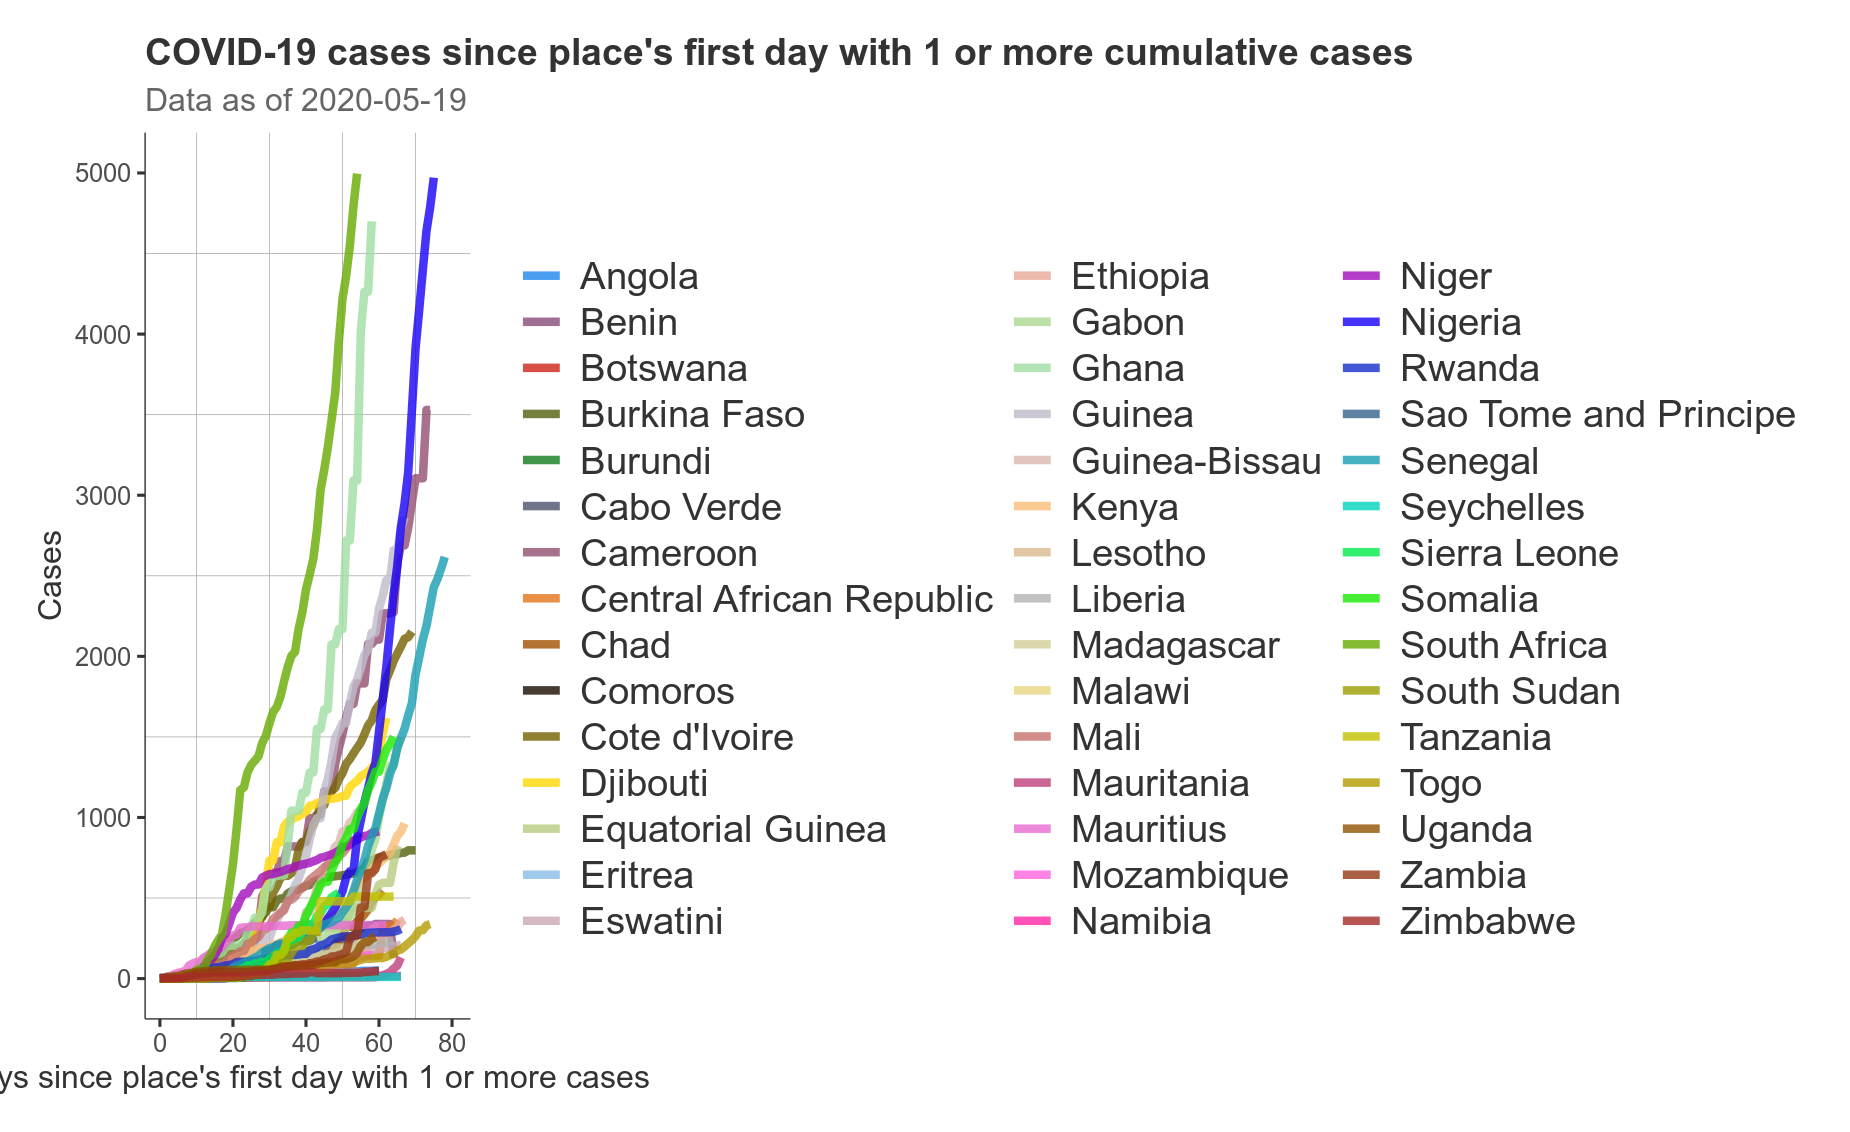 COVID-19 cases since place's first day with 1 or more cumulative cases
Data as of 2020-05-19
5000
4000
3000
2000
1000
0
Cases
0 20 40 60 80
ys since place's first day with 1 or more cases
Angola
Benin
Botswana
Burkina Faso
Burundi
Cabo Verde
Cameroon
Central African Republic
Chad
Comoros
Cote d'Ivoire
Djibouti
Equatorial Guinea
Eritrea
Eswatini
Ethiopia
Gabon
Ghana
Guinea
Guinea-Bissau
Kenya
Lesotho
Liberia
Madagascar
Malawi
Mali
Mauritania
Mauritius
Mozambique
Namibia
Niger
Nigeria
Rwanda
Sao Tome and Principe
Senegal
Seychelles
Sierra Leone
Somalia
South Africa
South Sudan
Tanzania
Togo
Uganda
Zambia
Zimbabwe